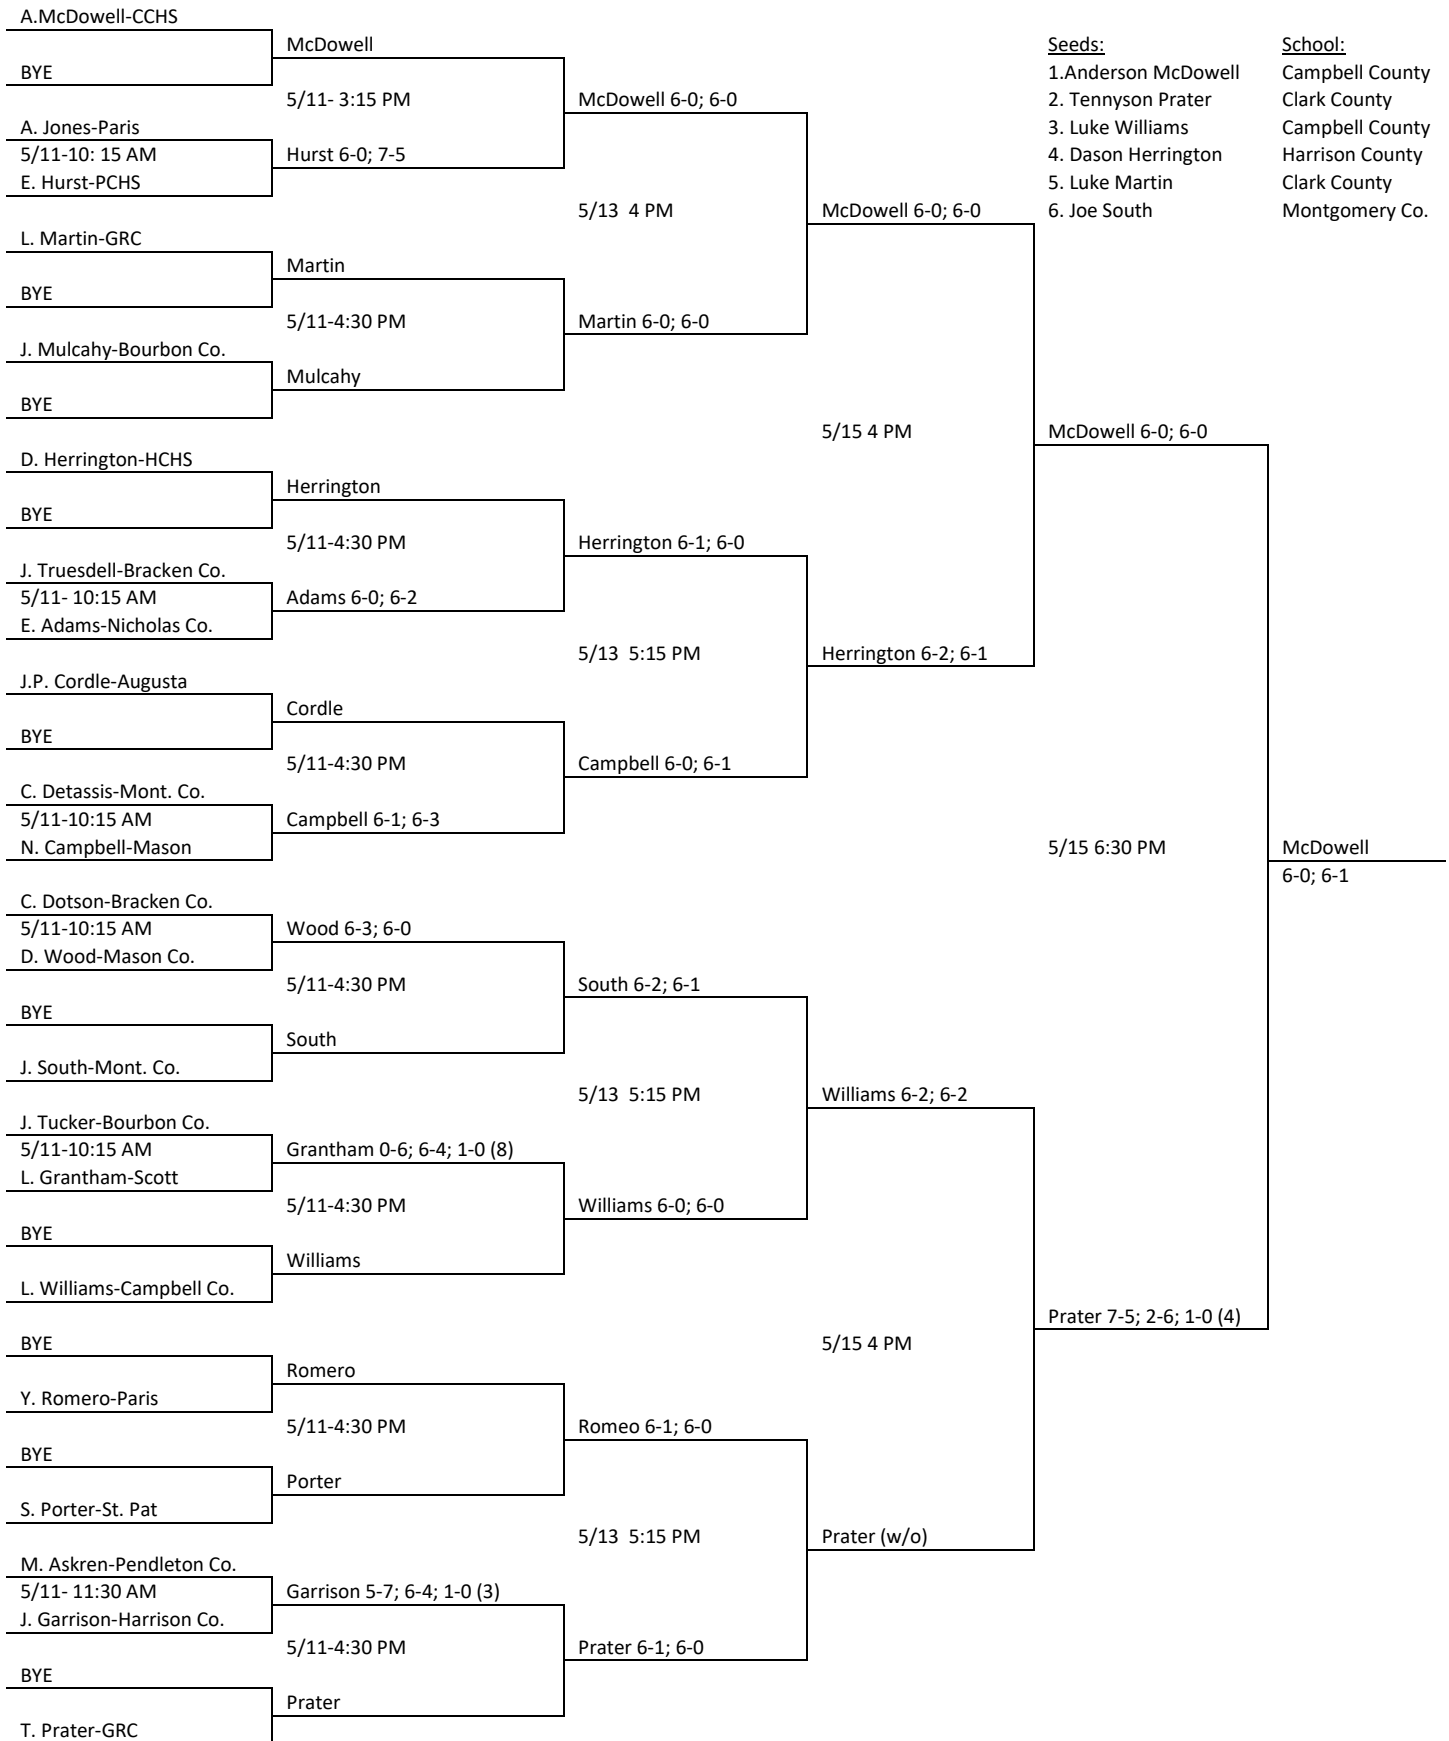 A.McDowell-CCHS
McDowell
BYE
5/11- 3:15 PM
McDowell 6-0; 6-0
A. Jones-Paris
5/11-10: 15 AM
Hurst 6-0; 7-5
E. Hurst-PCHS
5/13  4 PM
McDowell 6-0; 6-0
L. Martin-GRC
Martin
BYE
5/11-4:30 PM
Martin 6-0; 6-0
J. Mulcahy-Bourbon Co.
Mulcahy
BYE
5/15 4 PM
McDowell 6-0; 6-0
D. Herrington-HCHS
Herrington
BYE
5/11-4:30 PM
Herrington 6-1; 6-0
J. Truesdell-Bracken Co.
5/11- 10:15 AM
Adams 6-0; 6-2
E. Adams-Nicholas Co.
5/13  5:15 PM
Herrington 6-2; 6-1
J.P. Cordle-Augusta
Cordle
BYE
5/11-4:30 PM
Campbell 6-0; 6-1
C. Detassis-Mont. Co.
5/11-10:15 AM
Campbell 6-1; 6-3
N. Campbell-Mason
5/15 6:30 PM
McDowell
6-0; 6-1
C. Dotson-Bracken Co.
5/11-10:15 AM
Wood 6-3; 6-0
D. Wood-Mason Co.
5/11-4:30 PM
South 6-2; 6-1
BYE
South
J. South-Mont. Co.
5/13  5:15 PM
Williams 6-2; 6-2
J. Tucker-Bourbon Co.
5/11-10:15 AM
Grantham 0-6; 6-4; 1-0 (8)
L. Grantham-Scott
5/11-4:30 PM
Williams 6-0; 6-0
BYE
Williams
L. Williams-Campbell Co.
Prater 7-5; 2-6; 1-0 (4)
BYE
5/15 4 PM
Romero
Y. Romero-Paris
5/11-4:30 PM
Romeo 6-1; 6-0
BYE
Porter
S. Porter-St. Pat
5/13  5:15 PM
Prater (w/o)
M. Askren-Pendleton Co.
5/11- 11:30 AM
Garrison 5-7; 6-4; 1-0 (3)
J. Garrison-Harrison Co.
5/11-4:30 PM
Prater 6-1; 6-0
BYE
Prater
T. Prater-GRC
Seeds:
School:
1.Anderson McDowell
Campbell County
2. Tennyson Prater
Clark County
3. Luke Williams
Campbell County
4. Dason Herrington
Harrison County
5. Luke Martin
Clark County
6. Joe South
Montgomery Co.